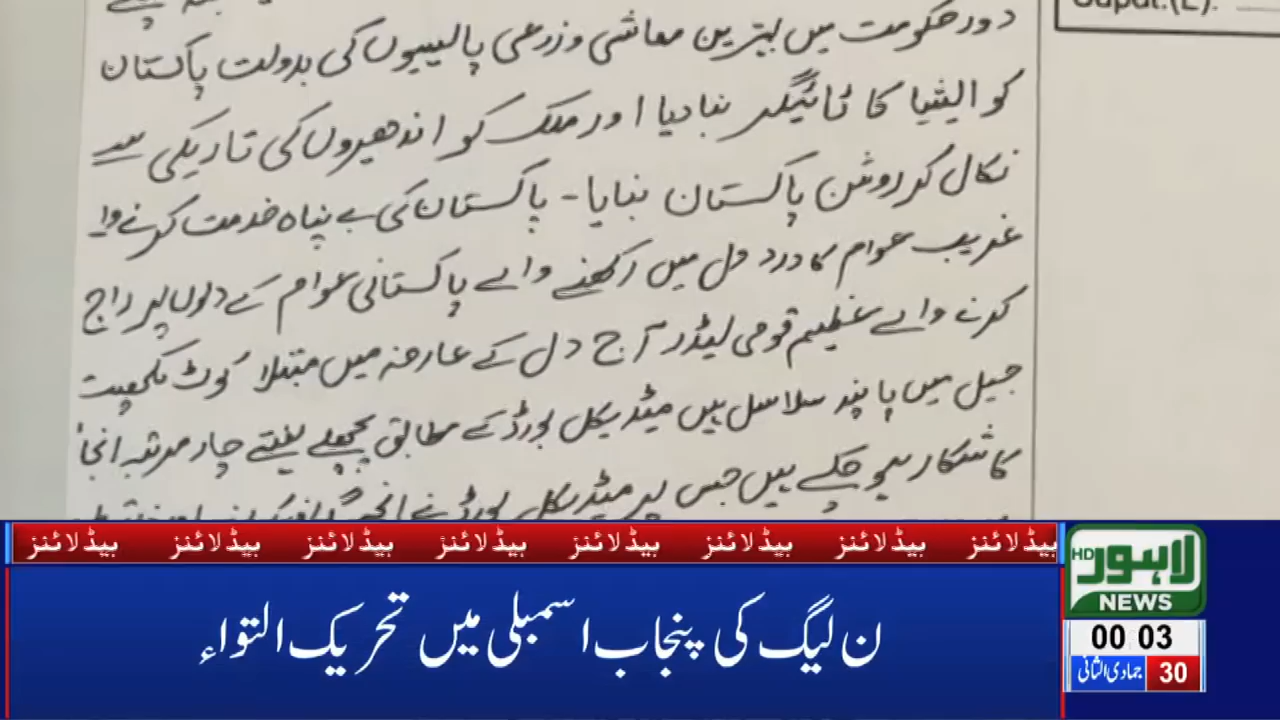 Output.(L):
دور حکومت میں بہترین معاشی و زرعی پالیسیوں کی بدولت پاکستان
کو ایشیا کا ٹائیگر بنا دیا اور ملک کو اندھیروں کی تاریکی سے
نکال کر روشن پاکستان بنایا - پاکستان کی بے پناہ خدمت کرنے وا
غریب عوام کا درد دل میں رکھنے والے پاکستانی عوام کے دلوں پر راج
کرنے والے عظیم قومی لیڈر آج دل کے عارضہ میں مبتلا کوٹ لکھپت
جیل میں پابند سلاسل ہیں میڈیکل بورڈ کے مطابق پچھلے ہفتے چار مرتبہ انجا
کا شکار ہو چکے ہیں جس پر میڈیکل بورڈ نے
ہیڈلائنز ہیڈلائنز ہیڈلائنز ہیڈلائنز ہیڈلائنز ہیڈلائنز ہیڈلائنز ہیڈلائنز
ن لیگ کی پنجاب اسمبلی میں تحریک التواء
لاہور HD
NEWS
00 03
30 جمادی الثانی